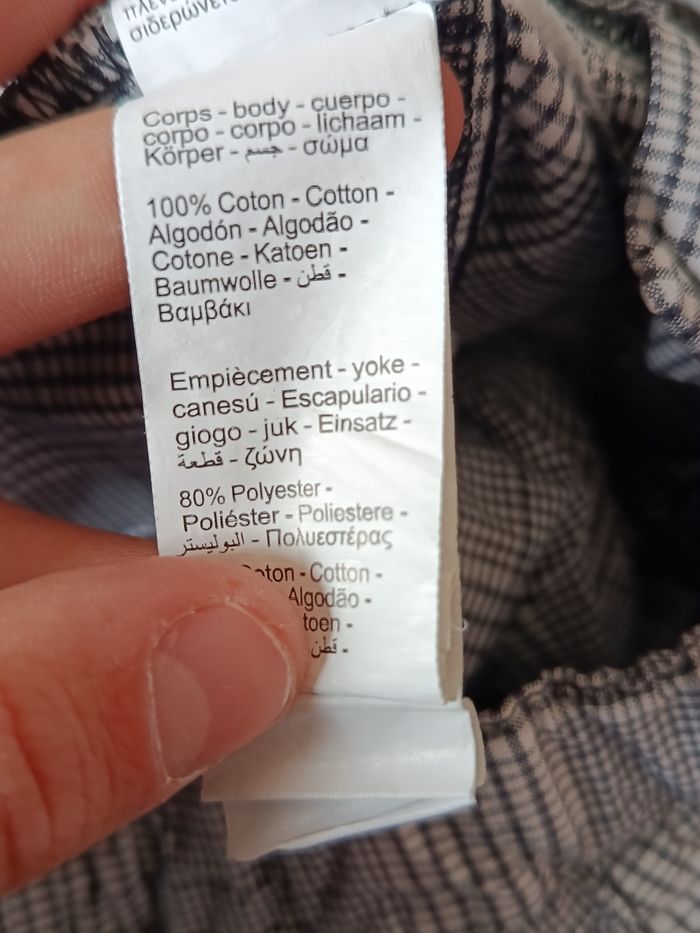 σιδερώνετ
Corps - body - cuerpo -
corpo - corpo - lichaam -
Körper - جسم - σώμα
100% Coton - Cotton -
Algodón - Algodão -
Cotone - Katoen -
Baumwolle - قطن -
Βαμβάκι
Empiècement - yoke -
canesú - Escapulario -
giogo - juk - Einsatz -
قطعة - ζώνη
80% Polyester -
Poliéster - Poliestere -
البوليستر - Πολυεστέρας
oton - Cotton -
Algodão -
toen -
قطن -